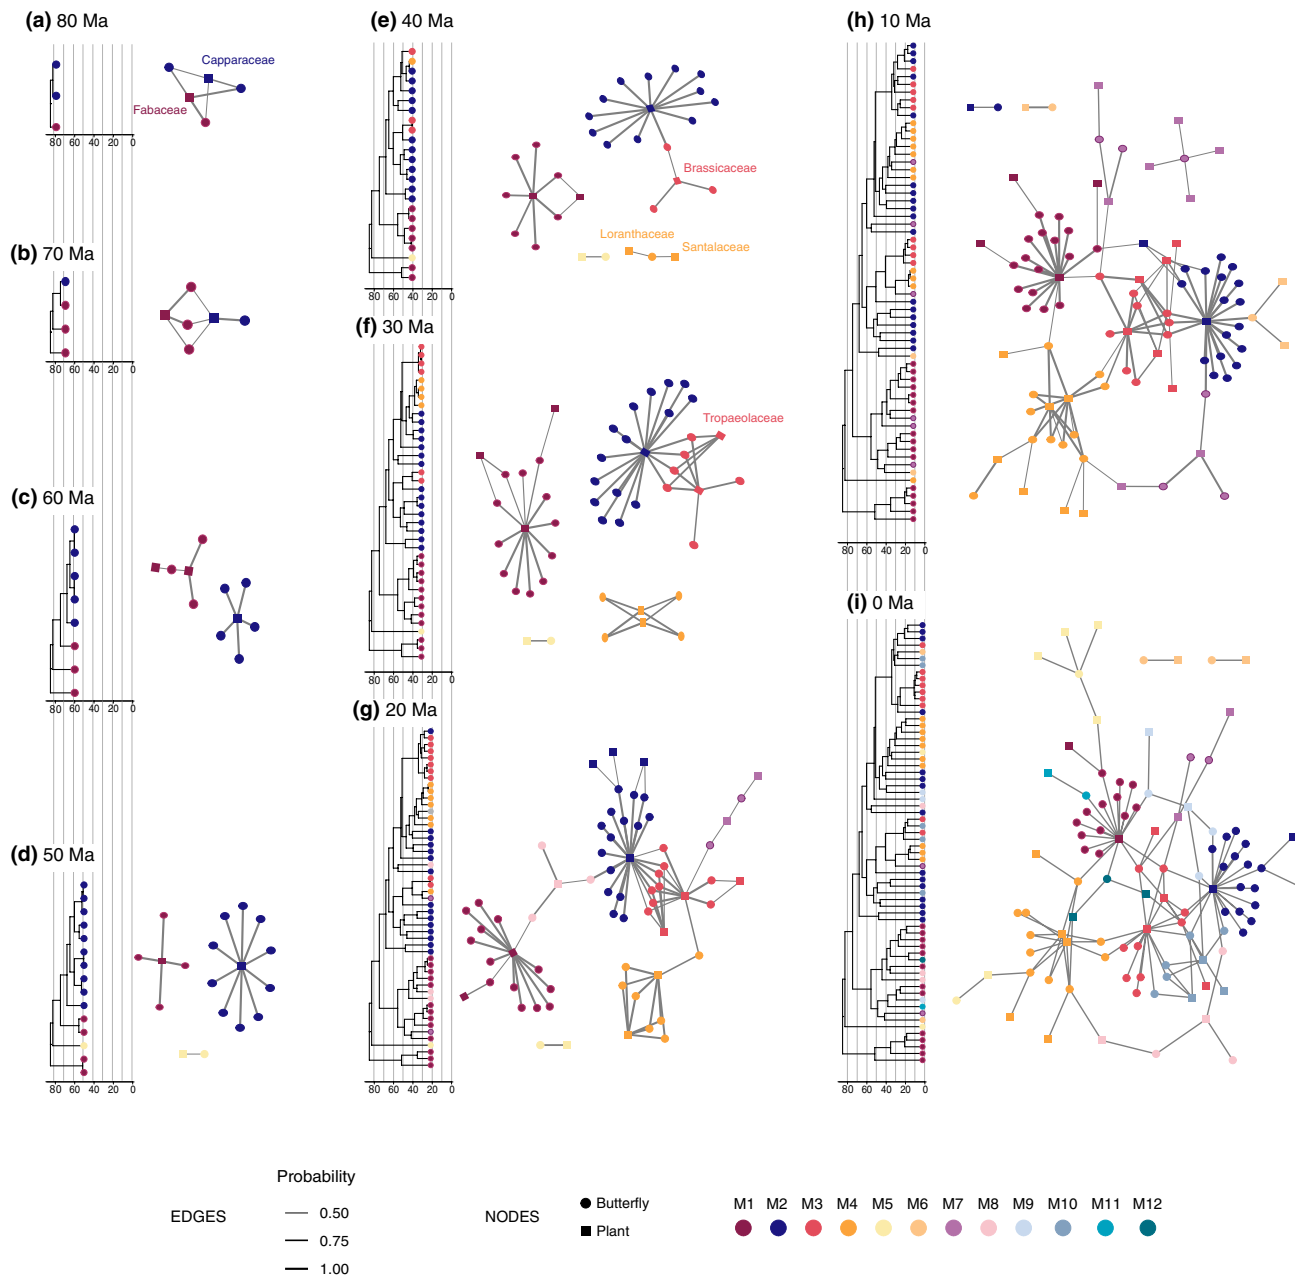 (a) 80 Ma
Capparaceae
Fabaceae
80 60 40 20 0
(b) 70 Ma
80 60 40 20 0
(c) 60 Ma
80 60 40 20 0
(d) 50 Ma
80 60 40 20 0
(e) 40 Ma
Brassicaceae
Loranthaceae
Santalaceae
80 60 40 20 0
(f) 30 Ma
Tropaeolaceae
80 60 40 20 0
(g) 20 Ma
80 60 40 20 0
(h) 10 Ma
80 60 40 20 0
(i) 0 Ma
80 60 40 20 0
Probability
EDGES
0.50
0.75
1.00
NODES
Butterfly
Plant
M1 M2 M3 M4 M5 M6 M7 M8 M9 M10 M11 M12